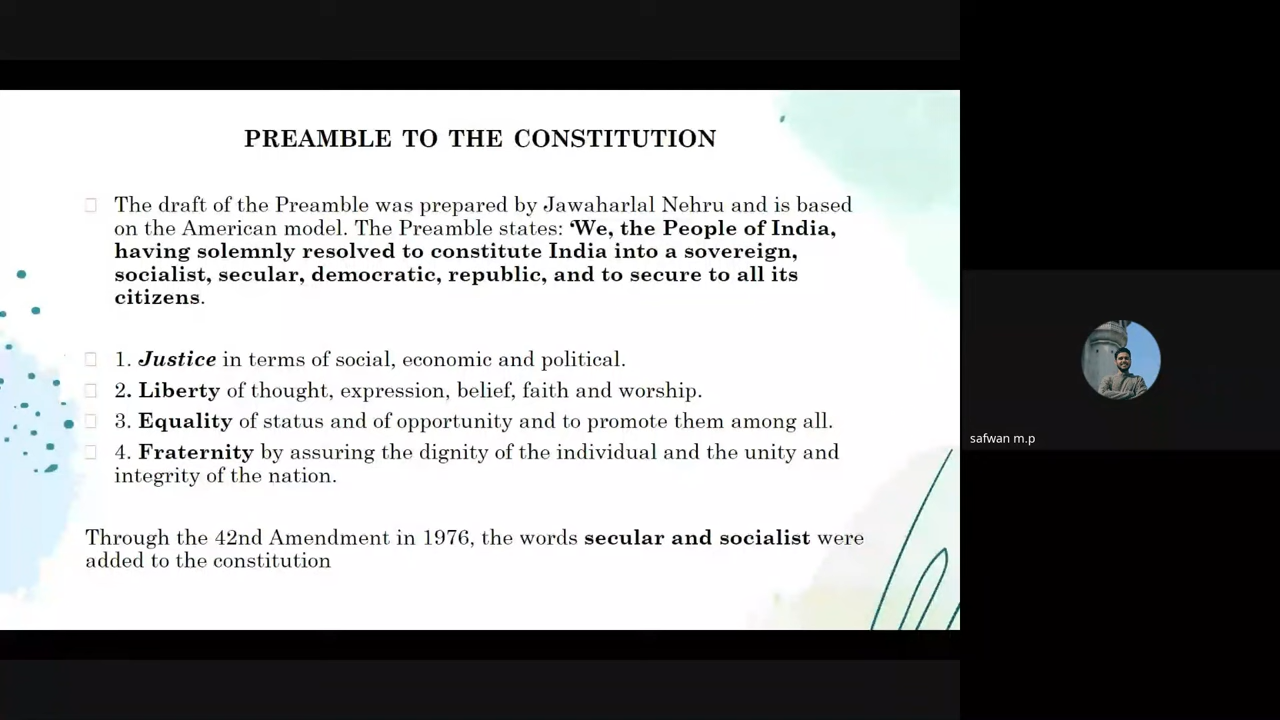 PREAMBLE TO THE CONSTITUTION
The draft of the Preamble was prepared by Jawaharlal Nehru and is based
on the American model. The Preamble states: ‘We, the People of India,
having solemnly resolved to constitute India into a sovereign,
socialist, secular, democratic, republic, and to secure to all its
citizens.
1. Justice in terms of social, economic and political.
2. Liberty of thought, expression, belief, faith and worship.
3. Equality of status and of opportunity and to promote them among all.
4. Fraternity by assuring the dignity of the individual and the unity and
integrity of the nation.
Through the 42nd Amendment in 1976, the words secular and socialist were
added to the constitution
safwan m.p